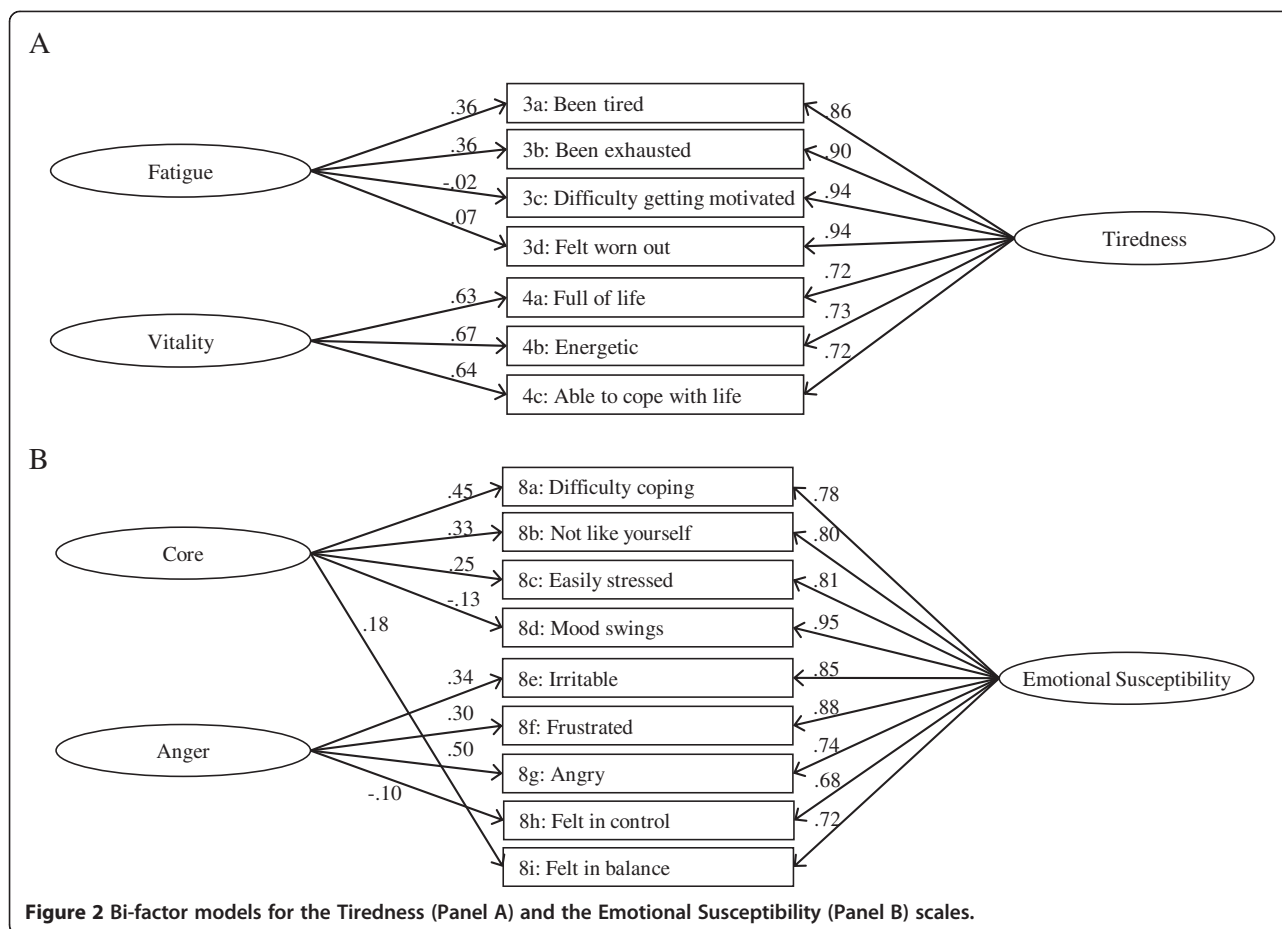 A
.36
3a: Been tired
.86
.36
3b: Been exhausted
.90
Fatigue
-.02
3c: Difficulty getting motivated
.94
.07
3d: Felt worn out
.94
Tiredness
.63
4a: Full of life
.72
Vitality
.67
4b: Energetic
.73
.64
4c: Able to cope with life
.72
B
.45
8a: Difficulty coping
.78
.33
8b: Not like yourself
.80
Core
.25
8c: Easily stressed
.81
-.13
8d: Mood swings
.95
.18
.34
8e: Irritable
.85
Emotional Susceptibility
.30
8f: Frustrated
.88
Anger
.50
8g: Angry
.74
-.10
8h: Felt in control
.68
8i: Felt in balance
.72
Figure 2 Bi-factor models for the Tiredness (Panel A) and the Emotional Susceptibility (Panel B) scales.